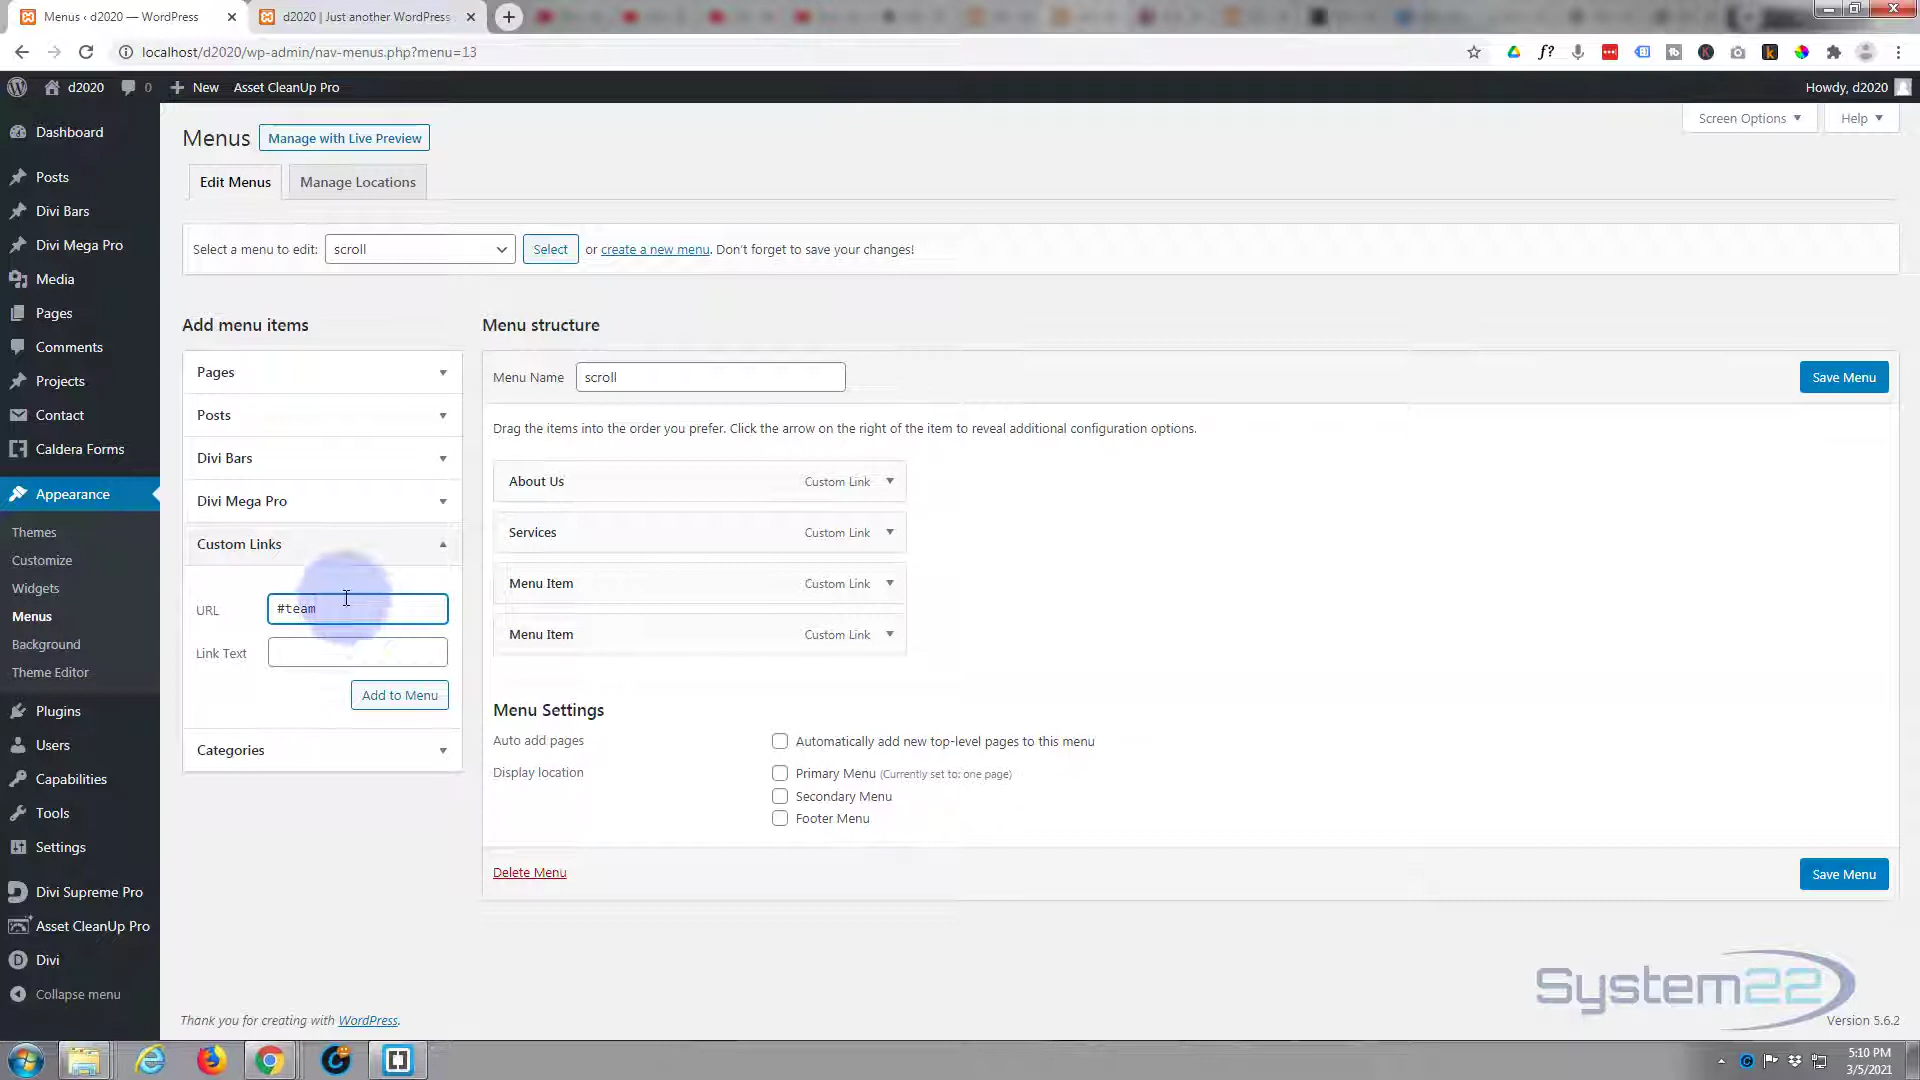 Menus ‹ d2020 — WordPress
d2020 | Just another WordPress
localhost/d2020/wp-admin/nav-menus.php?menu=13
d2020
0
New
Asset CleanUp Pro
Howdy, d2020
Dashboard
Posts
Divi Bars
Divi Mega Pro
Media
Pages
Comments
Projects
Contact
Caldera Forms
Appearance
Themes
Customize
Widgets
Menus
Background
Theme Editor
Plugins
Users
Capabilities
Tools
Settings
Divi Supreme Pro
Asset CleanUp Pro
Divi
Collapse menu
Screen Options
Help
Menus
Manage with Live Preview
Edit Menus
Manage Locations
Select a menu to edit: scroll Select or create a new menu. Don't forget to save your changes!
Add menu items
Pages
Posts
Divi Bars
Divi Mega Pro
Custom Links
URL #team
Link Text
Add to Menu
Categories
Menu structure
Menu Name scroll
Save Menu
Drag the items into the order you prefer. Click the arrow on the right of the item to reveal additional configuration options.
About Us Custom Link
Services Custom Link
Menu Item Custom Link
Menu Item Custom Link
Menu Settings
Auto add pages Automatically add new top-level pages to this menu
Display location Primary Menu (Currently set to: one page)
Secondary Menu
Footer Menu
Delete Menu
Save Menu
System22
Thank you for creating with WordPress.
Version 5.6.2
5:10 PM
3/5/2021